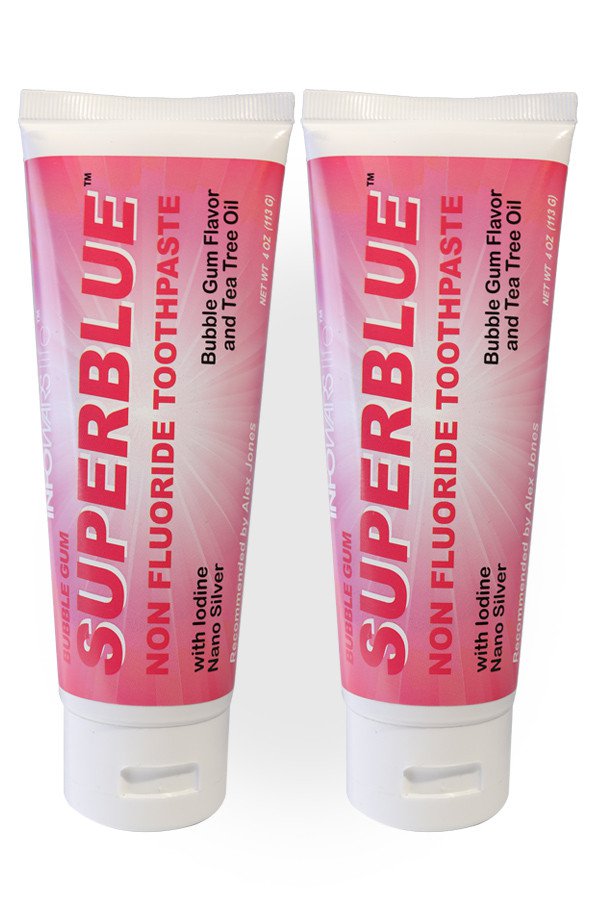 INFOWARS
BUBBLE GUM
SUPERBLUE™
NON FLUORIDE TOOTHPASTE
Bubble Gum Flavor
and Tea Tree Oil
with Iodine
Nano Silver
Recommended by Alex Jones
NET WT 4 OZ (113 G)
INFOWARS
BUBBLE GUM
SUPERBLUE™
NON FLUORIDE TOOTHPASTE
Bubble Gum Flavor
and Tea Tree Oil
with Iodine
Nano Silver
Recommended by Alex Jones
NET WT 4 OZ (113 G)